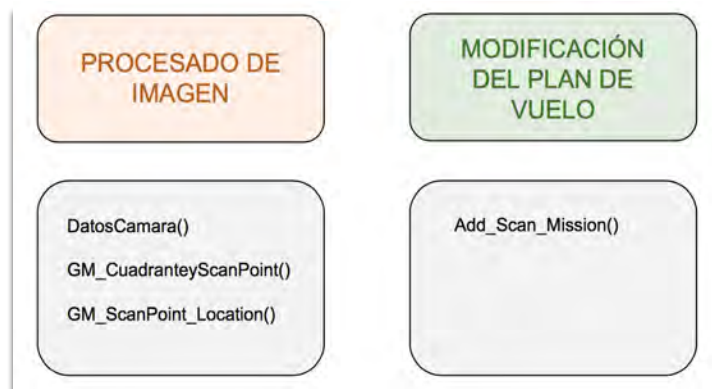 PROCESADO DE
IMAGEN
MODIFICACIÓN
DEL PLAN DE
VUELO
DatosCamara()
GM_CuadranteyScanPoint()
GM_ScanPoint_Location()
Add_Scan_Mission()